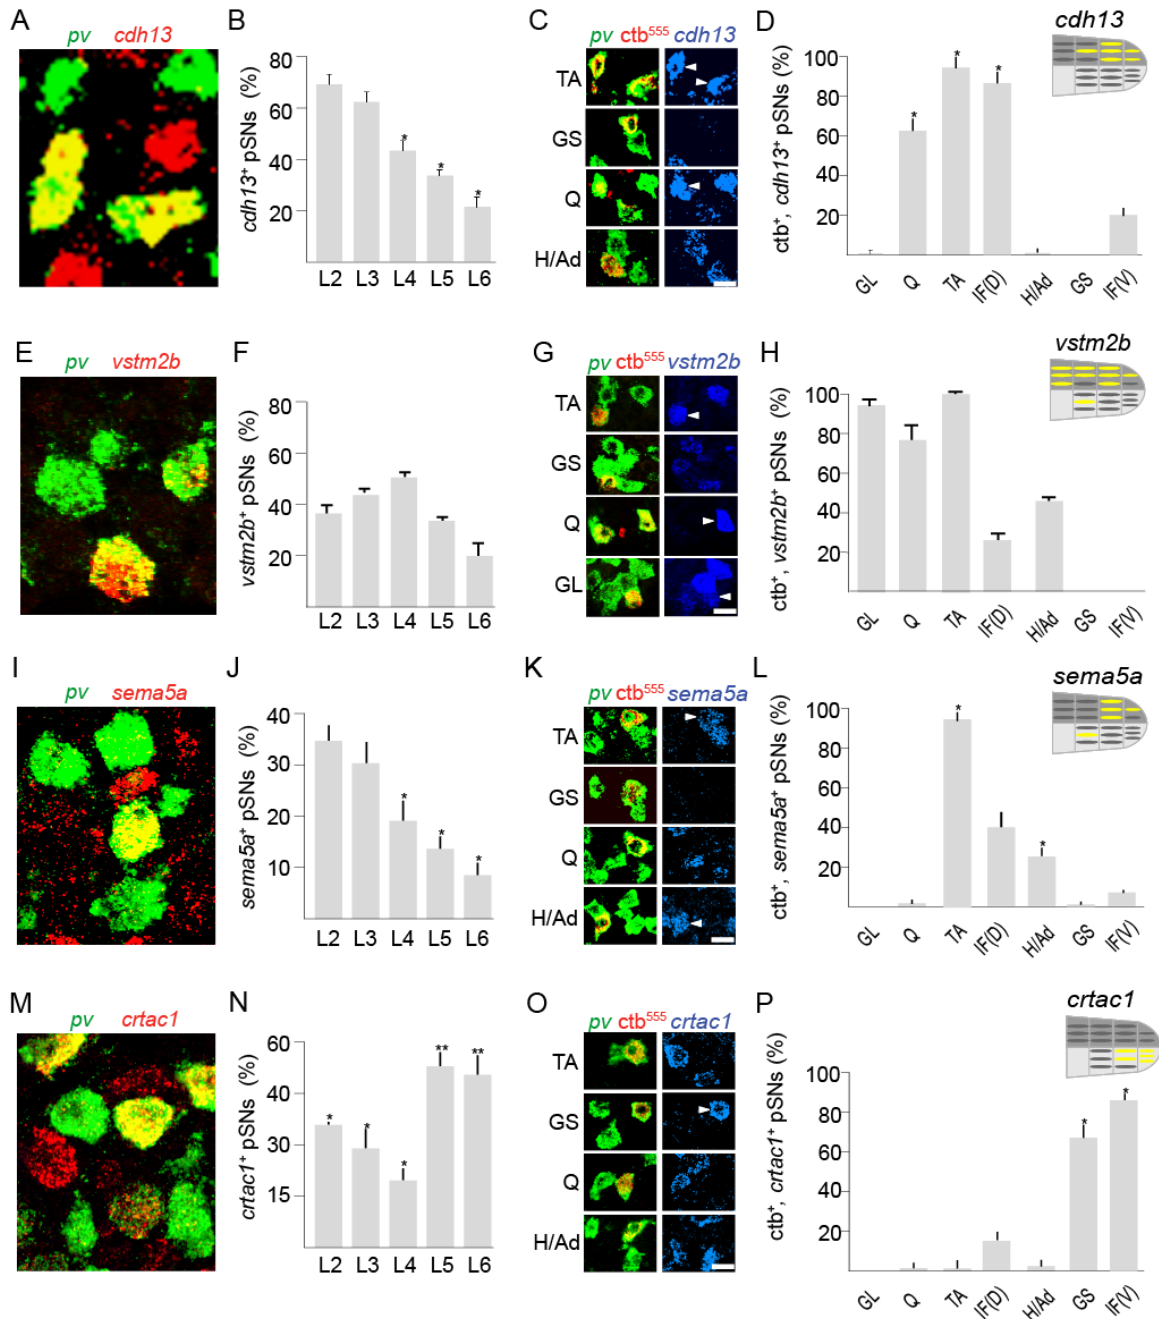 A
pv cdh13
B
cdh13+ pSNs (%)
80
60
40
20
L2 L3 L4 L5 L6
* * *
C
pv ctb555 cdh13
TA
GS
Q
H/Ad
D
cdh13
ctb+, cdh13+ pSNs (%)
100
80
60
40
20
* * *
GL Q TA IF(D) H/Ad GS IF(V)
E
pv vstm2b
F
vstm2b+ pSNs (%)
80
60
40
20
L2 L3 L4 L5 L6
G
pv ctb555 vstm2b
TA
GS
Q
GL
H
vstm2b
ctb+, vstm2b+ pSNs (%)
100
80
60
40
20
GL Q TA IF(D) H/Ad GS IF(V)
I
pv sema5a
J
sema5a+ pSNs (%)
40
30
20
10
* * *
L2 L3 L4 L5 L6
K
pv ctb555 sema5a
TA
GS
Q
H/Ad
L
sema5a
ctb+, sema5a+ pSNs (%)
100
80
60
40
20
* *
GL Q TA IF(D) H/Ad GS IF(V)
M
pv crtac1
N
crtac1+ pSNs (%)
60
40
30
15
* * * ** **
L2 L3 L4 L5 L6
O
pv ctb555 crtac1
TA
GS
Q
H/Ad
P
crtac1
ctb+, crtac1+ pSNs (%)
100
80
60
40
20
* *
GL Q TA IF(D) H/Ad GS IF(V)